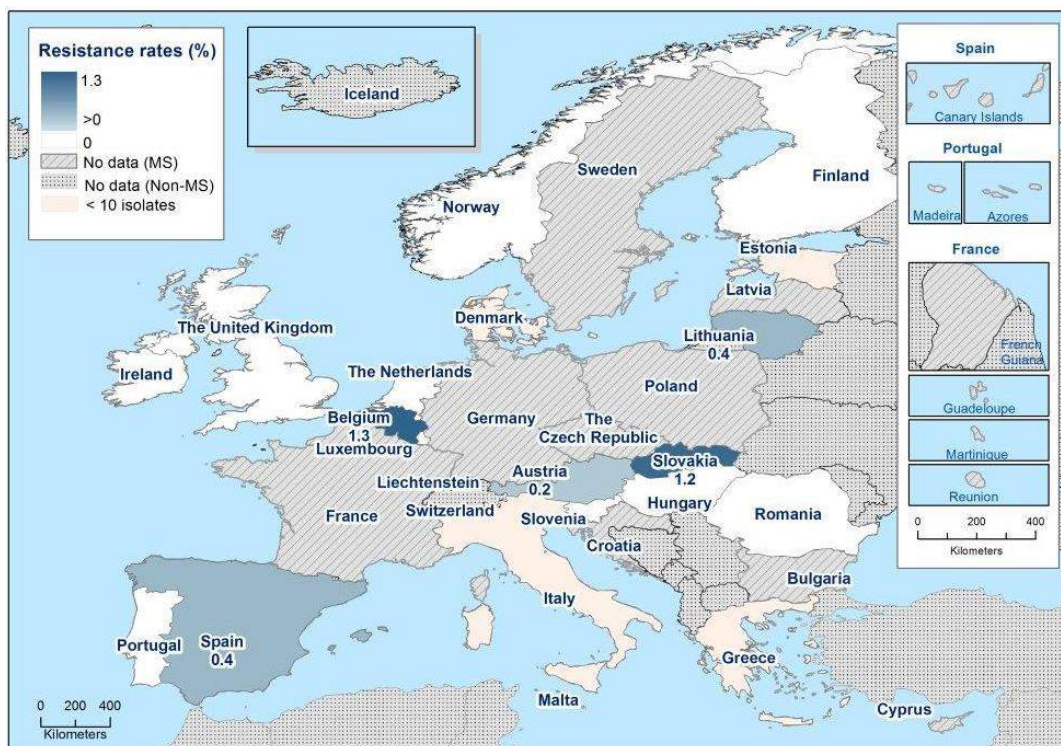 Resistance rates (%)
1.3
>0
0
No data (MS)
No data (Non-MS)
< 10 isolates
Iceland
Spain
Canary Islands
Portugal
Madeira
Azores
France
French
Guiana
Guadeloupe
Martinique
Reunion
0 200 400
Kilometers
Sweden
Finland
Norway
Estonia
Latvia
Denmark
Lithuania
0.4
The United Kingdom
Ireland
The Netherlands
Poland
Belgium
1.3
Germany
The
Czech Republic
Luxembourg
Slovakia
1.2
Austria
0.2
Liechtenstein
Switzerland
France
Hungary
Slovenia
Romania
Croatia
Bulgaria
Italy
Portugal
Spain
0.4
Greece
Malta
Cyprus
0 200 400
Kilometers